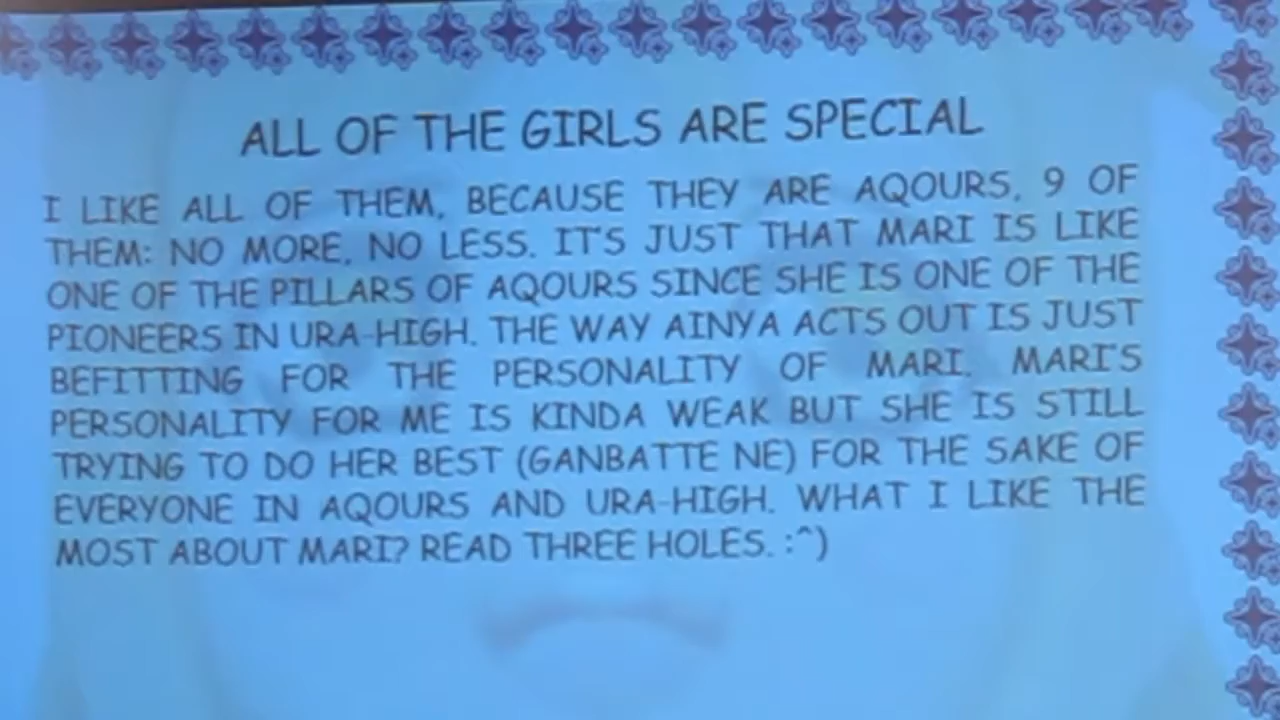 ALL OF THE GIRLS ARE SPECIAL
I LIKE ALL OF THEM, BECAUSE THEY ARE AQOURS, 9 OF
THEM: NO MORE, NO LESS. IT'S JUST THAT MARI IS LIKE
ONE OF THE PILLARS OF AQOURS SINCE SHE IS ONE OF THE
PIONEERS IN URA-HIGH. THE WAY AINYA ACTS OUT IS JUST
BEFITTING FOR THE PERSONALITY OF MARI. MARI'S
PERSONALITY FOR ME IS KINDA WEAK BUT SHE IS STILL
TRYING TO DO HER BEST (GANBATTE NE) FOR THE SAKE OF
EVERYONE IN AQOURS AND URA-HIGH. WHAT I LIKE THE
MOST ABOUT MARI? READ THREE HOLES. :^)